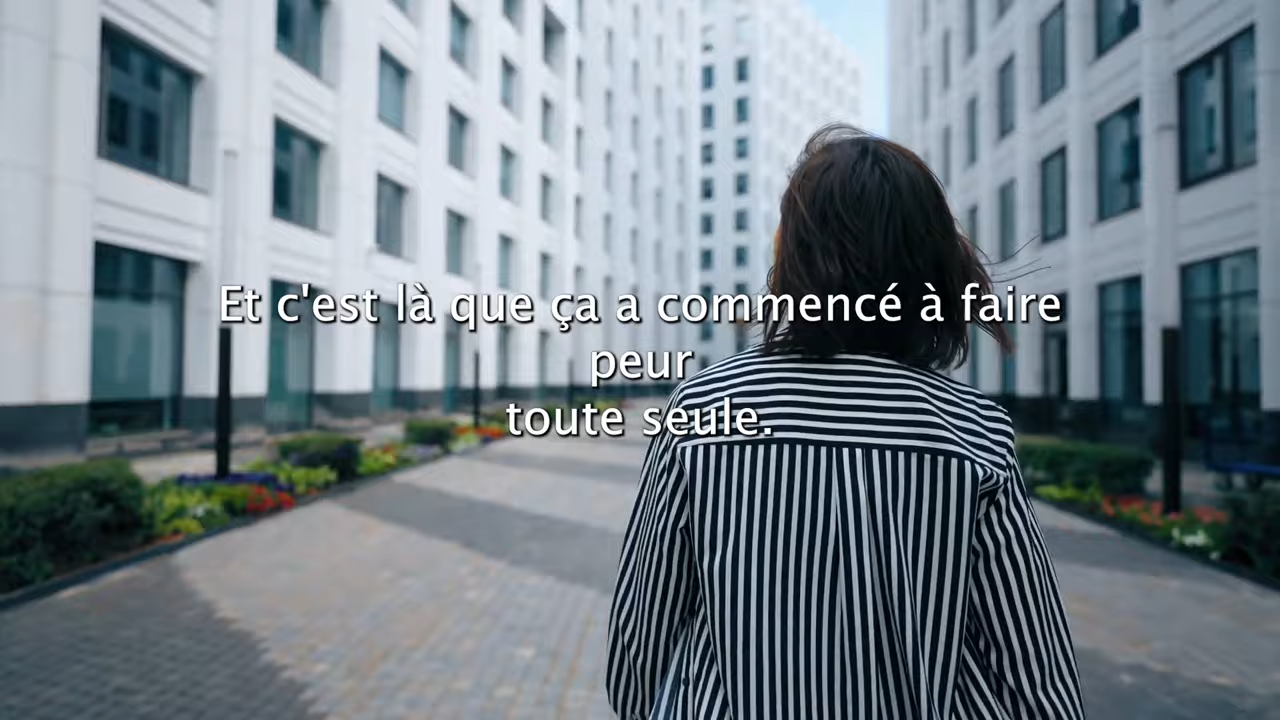 Et c'est là que ça a commencé à faire
peur
toute seule.